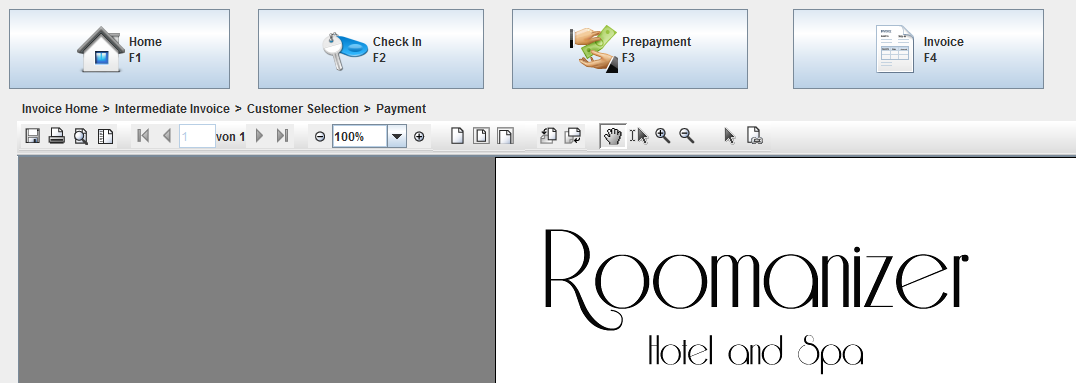 Home
F1
Check In
F2
Prepayment
F3
INVOICE
Invoice
F4
Invoice Home > Intermediate Invoice > Customer Selection > Payment
1 von 1 100%
Roomanizer
Hotel and Spa